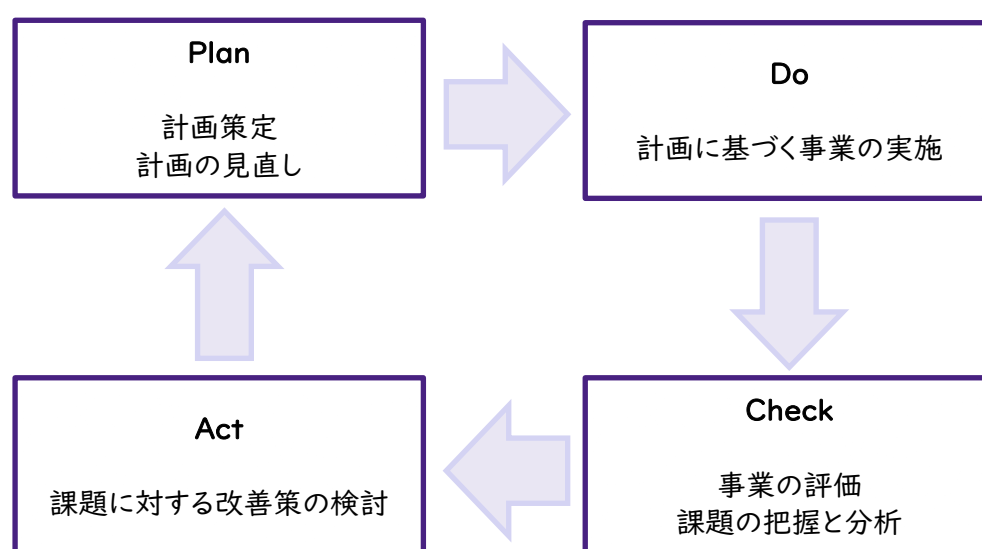 Plan
計画策定
計画の見直し
Do
計画に基づく事業の実施
Act
課題に対する改善策の検討
Check
事業の評価
課題の把握と分析